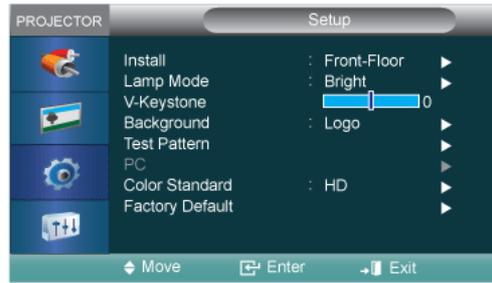 PROJECTOR
Setup
Install : Front-Floor
Lamp Mode : Bright
V-Keystone 0
Background : Logo
Test Pattern
PC
Color Standard : HD
Factory Default
Move Enter Exit